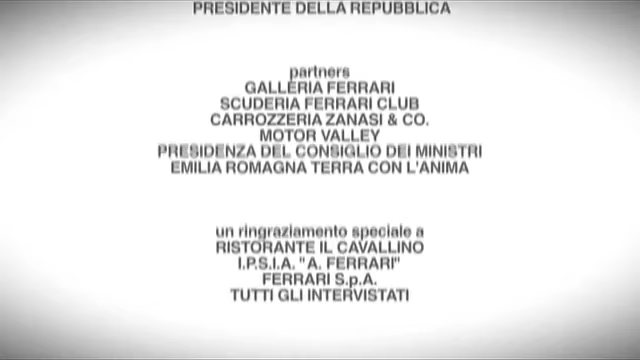 PRESIDENTE DELLA REPUBBLICA
partners
GALLERIA FERRARI
SCUDERIA FERRARI CLUB
CARROZZERIA ZANASI & CO.
MOTOR VALLEY
PRESIDENZA DEL CONSIGLIO DEI MINISTRI
EMILIA ROMAGNA TERRA CON L'ANIMA
un ringraziamento speciale a
RISTORANTE IL CAVALLINO
I.P.S.I.A. "A. FERRARI"
FERRARI S.p.A.
TUTTI GLI INTERVISTATI